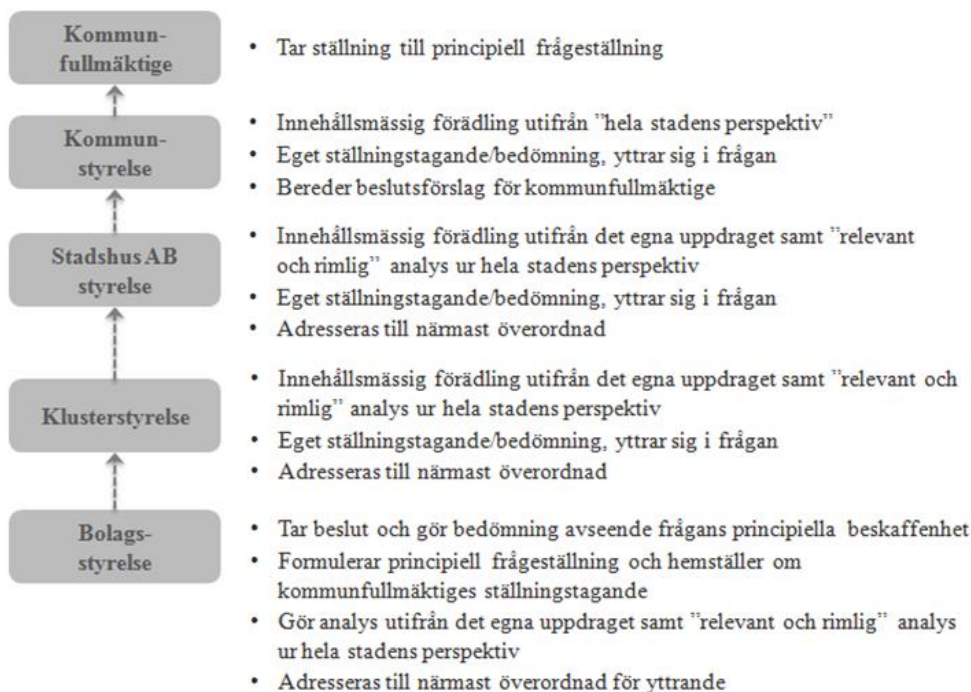 Kommun-
fullmäktige
• Tar ställning till principiell frågeställning
Kommun-
styrelse
• Innehållsmässig förädling utifrån ”hela stadens perspektiv”
• Eget ställningstagande/bedömning, yttrar sig i frågan
• Bereder beslutsförslag för kommunfullmäktige
Stadshus AB
styrelse
• Innehållsmässig förädling utifrån det egna uppdraget samt ”relevant
och rimlig” analys ur hela stadens perspektiv
• Eget ställningstagande/bedömning, yttrar sig i frågan
• Adresseras till närmast överordnad
Klusterstyrelse
• Innehållsmässig förädling utifrån det egna uppdraget samt ”relevant och
rimlig” analys ur hela stadens perspektiv
• Eget ställningstagande/bedömning, yttrar sig i frågan
• Adresseras till närmast överordnad
Bolags-
styrelse
• Tar beslut och gör bedömning avseende frågans principiella beskaffenhet
• Formulerar principiell frågeställning och hemställer om
kommunfullmäktiges ställningstagande
• Gör analys utifrån det egna uppdraget samt ”relevant och rimlig” analys
ur hela stadens perspektiv
• Adresseras till närmast överordnad för yttrande